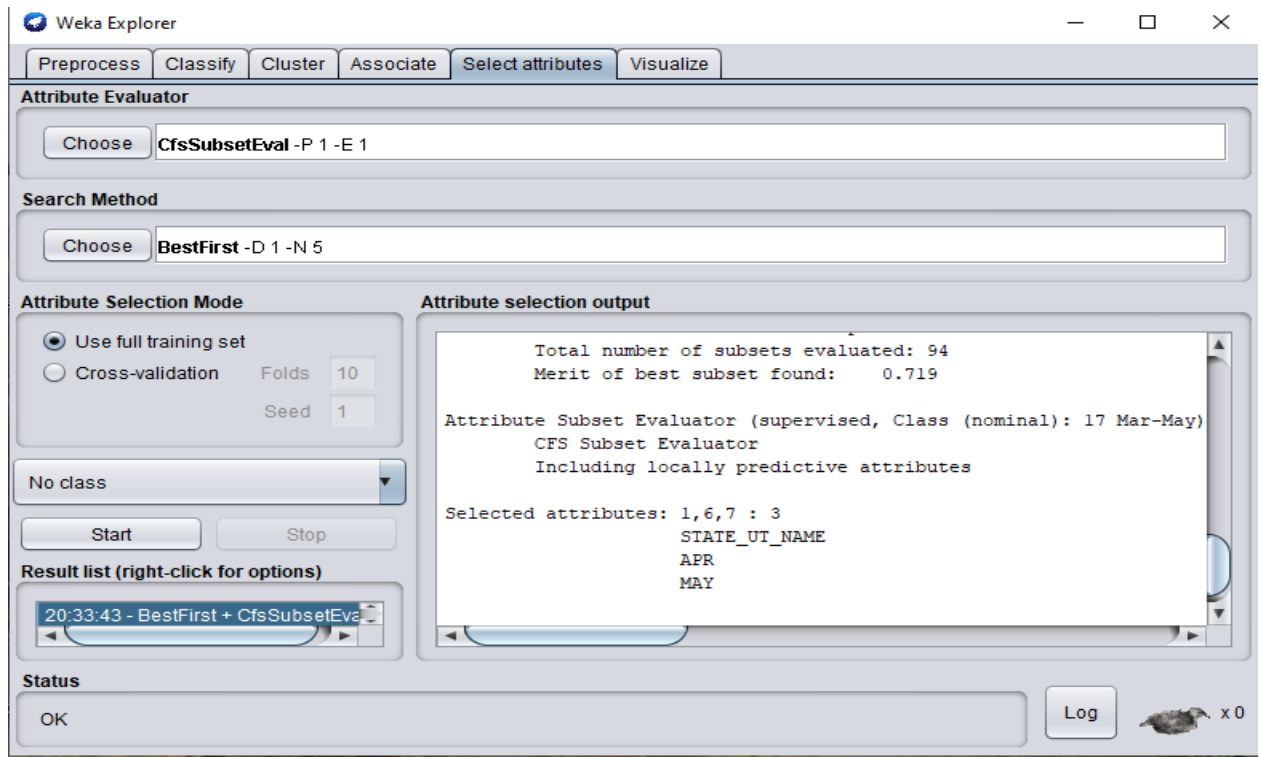 Weka Explorer
Preprocess Classify Cluster Associate Select attributes Visualize
Attribute Evaluator
Choose CfsSubsetEval -P 1 -E 1
Search Method
Choose BestFirst -D 1 -N 5
Attribute Selection Mode
Use full training set
Cross-validation Folds 10
Seed 1
No class
Start Stop
Result list (right-click for options)
20:33:43 - BestFirst + CfsSubsetEva
Attribute selection output
Total number of subsets evaluated: 94
Merit of best subset found: 0.719
Attribute Subset Evaluator (supervised, Class (nominal): 17 Mar-May)
CFS Subset Evaluator
Including locally predictive attributes
Selected attributes: 1,6,7 : 3
STATE_UT_NAME
APR
MAY
Status
OK
Log
x 0